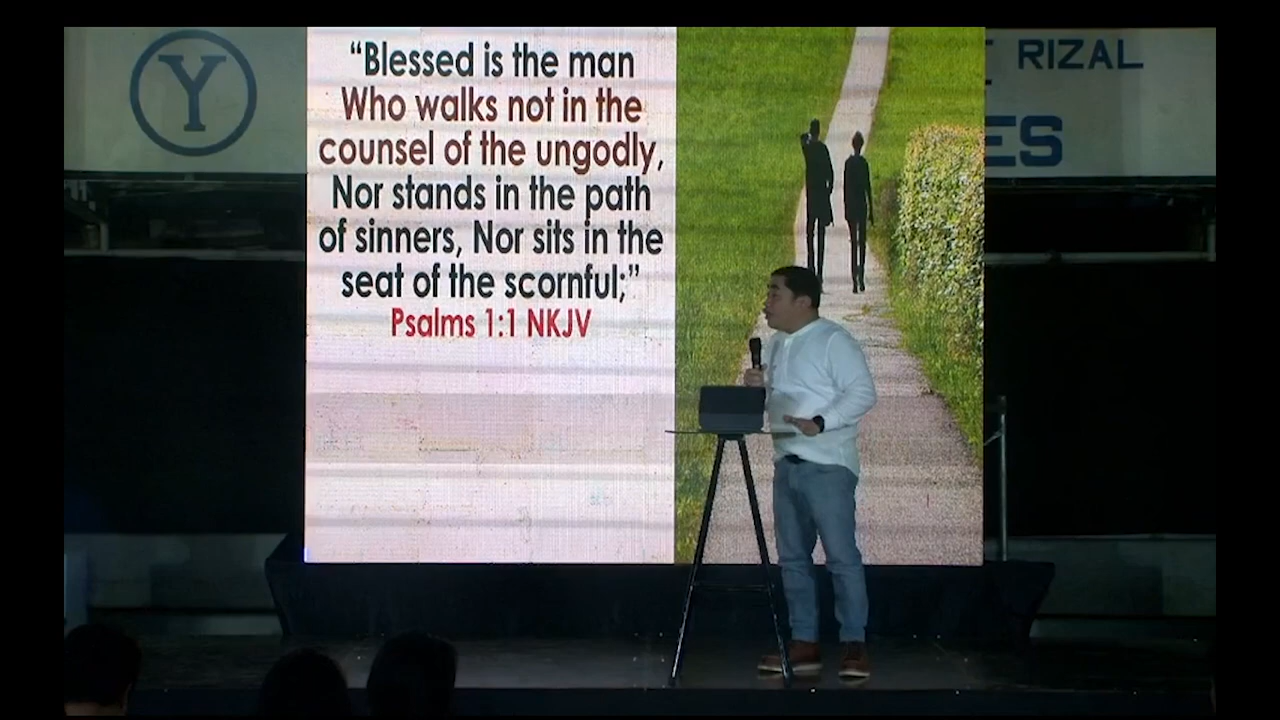 “Blessed is the man
Who walks not in the
counsel of the ungodly,
Nor stands in the path
of sinners, Nor sits in the
seat of the scornful;”
Psalms 1:1 NKJV
Y
RIZAL
ES